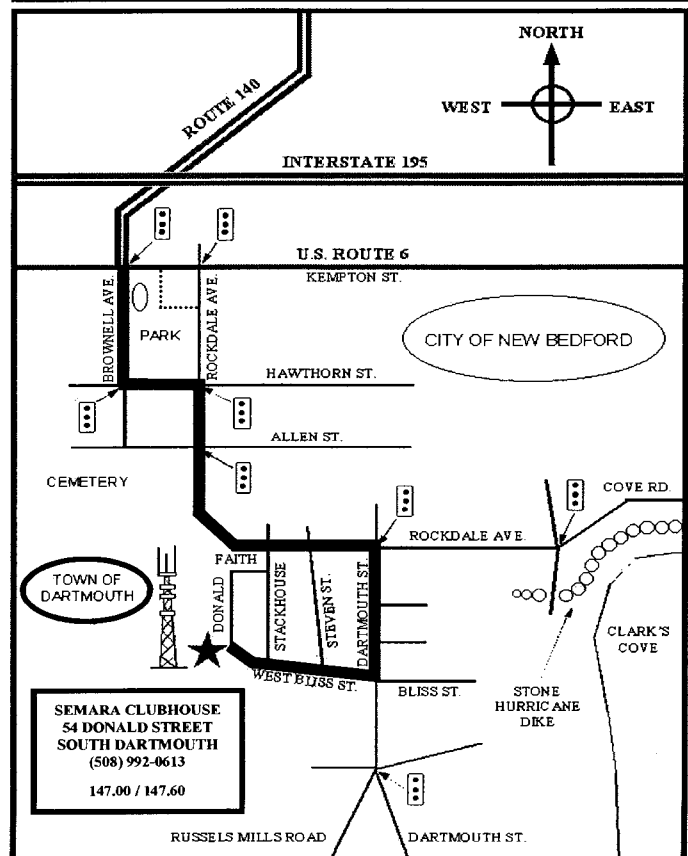 NORTH
WEST
EAST
ROUTE 140
INTERSTATE 195
U.S. ROUTE 6
KEMPTON ST.
BROWNELL AVE.
PARK
ROCKDALE AVE.
CITY OF NEW BEDFORD
HAWTHORN ST.
ALLEN ST.
CEMETERY
COVE RD.
ROCKDALE AVE.
FAITH
TOWN OF
DARTMOUTH
DONALD
STACKHOUSE
STEVEN ST.
DARTMOUTH ST.
CLARK'S
COVE
WEST BLISS ST.
BLISS ST.
STONE
HURRICANE
DIKE
SEMARA CLUBHOUSE
54 DONALD STREET
SOUTH DARTMOUTH
(508) 992-0613
147.00 / 147.60
RUSSELS MILLS ROAD
DARTMOUTH ST.